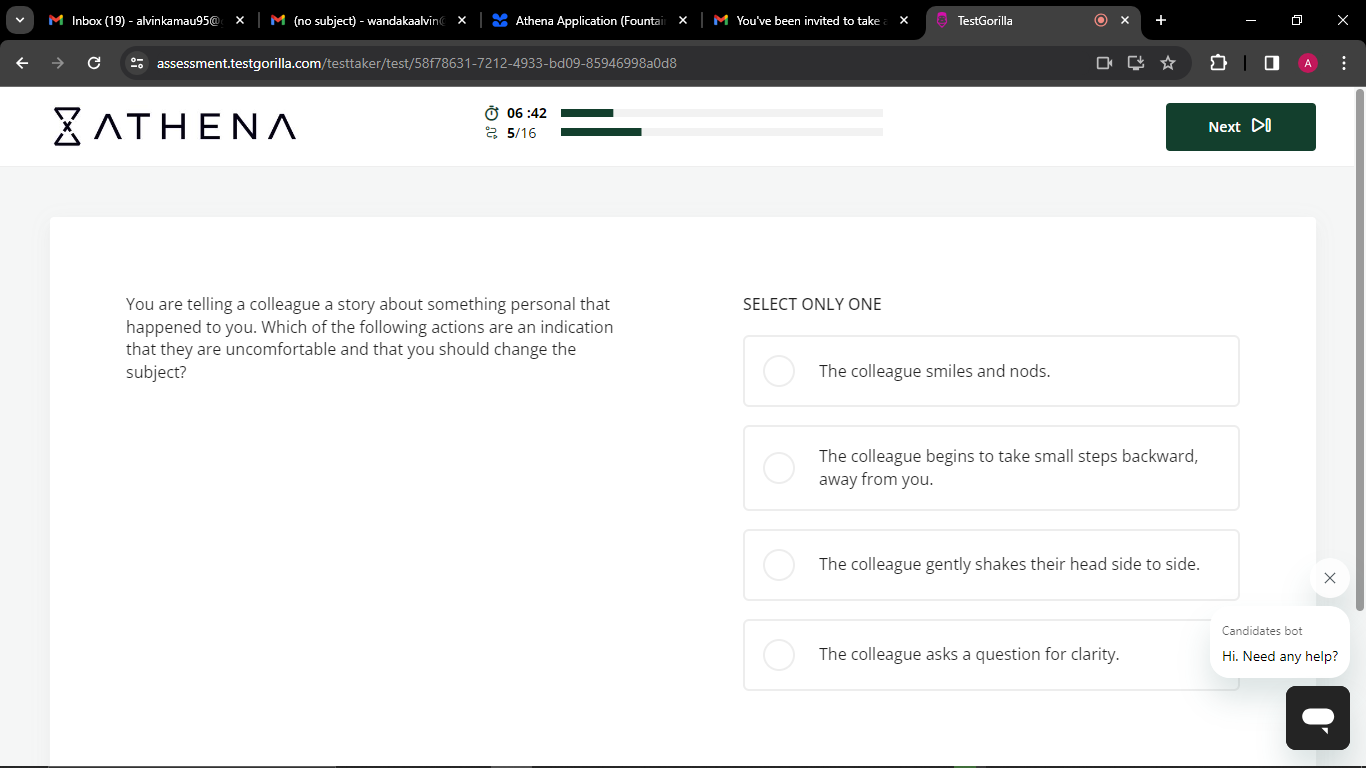 Inbox (19) - alvinkamau95@
(no subject) - wandakaalvin@
Athena Application (Fountai
You've been invited to take a
TestGorilla
assessment.testgorilla.com/testtaker/test/58f78631-7212-4933-bd09-85946998a0d8
A
ATHENA
06 :42
5/16
Next
You are telling a colleague a story about something personal that
happened to you. Which of the following actions are an indication
that they are uncomfortable and that you should change the
subject?
SELECT ONLY ONE
The colleague smiles and nods.
The colleague begins to take small steps backward,
away from you.
The colleague gently shakes their head side to side.
The colleague asks a question for clarity.
Candidates bot
Hi. Need any help?